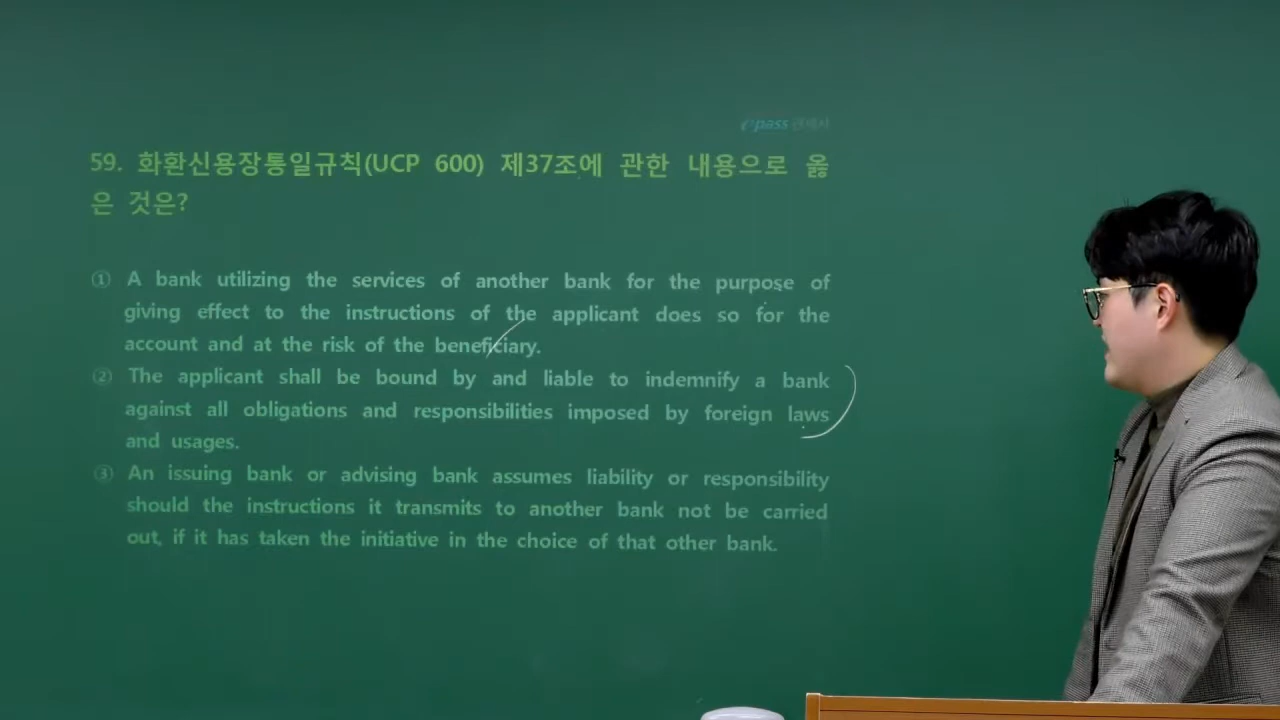 epass 관세사
59. 화환신용장통일규칙(UCP 600) 제37조에 관한 내용으로 옳
은 것은?
① A bank utilizing the services of another bank for the purpose of
giving effect to the instructions of the applicant does so for the
account and at the risk of the beneficiary.
② The applicant shall be bound by and liable to indemnify a bank
against all obligations and responsibilities imposed by foreign laws
and usages.
③ An issuing bank or advising bank assumes liability or responsibility
should the instructions it transmits to another bank not be carried
out, if it has taken the initiative in the choice of that other bank.